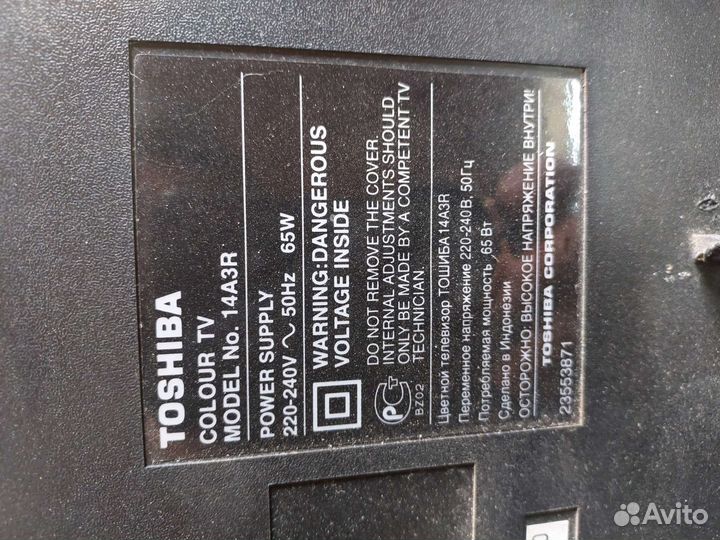 TOSHIBA
COLOUR TV
MODEL No. 14A3R
POWER SUPPLY
220-240V ~ 50Hz 65W
WARNING:DANGEROUS
VOLTAGE INSIDE
DO NOT REMOVE THE COVER.
INTERNAL ADJUSTMENTS SHOULD
ONLY BE MADE BY A COMPETENT TV
TECHNICIAN.
РСТ
BZ02
Цветной телевизор ТОШИБА 14A3R
Переменное напряжение 220-240В, 50Гц
Потребляемая мощность 65 Вт
Сделано в Индонезии
ОСТОРОЖНО: ВЫСОКОЕ НАПРЯЖЕНИЕ ВНУТРИ!
TOSHIBA CORPORATION
23553871
Avito